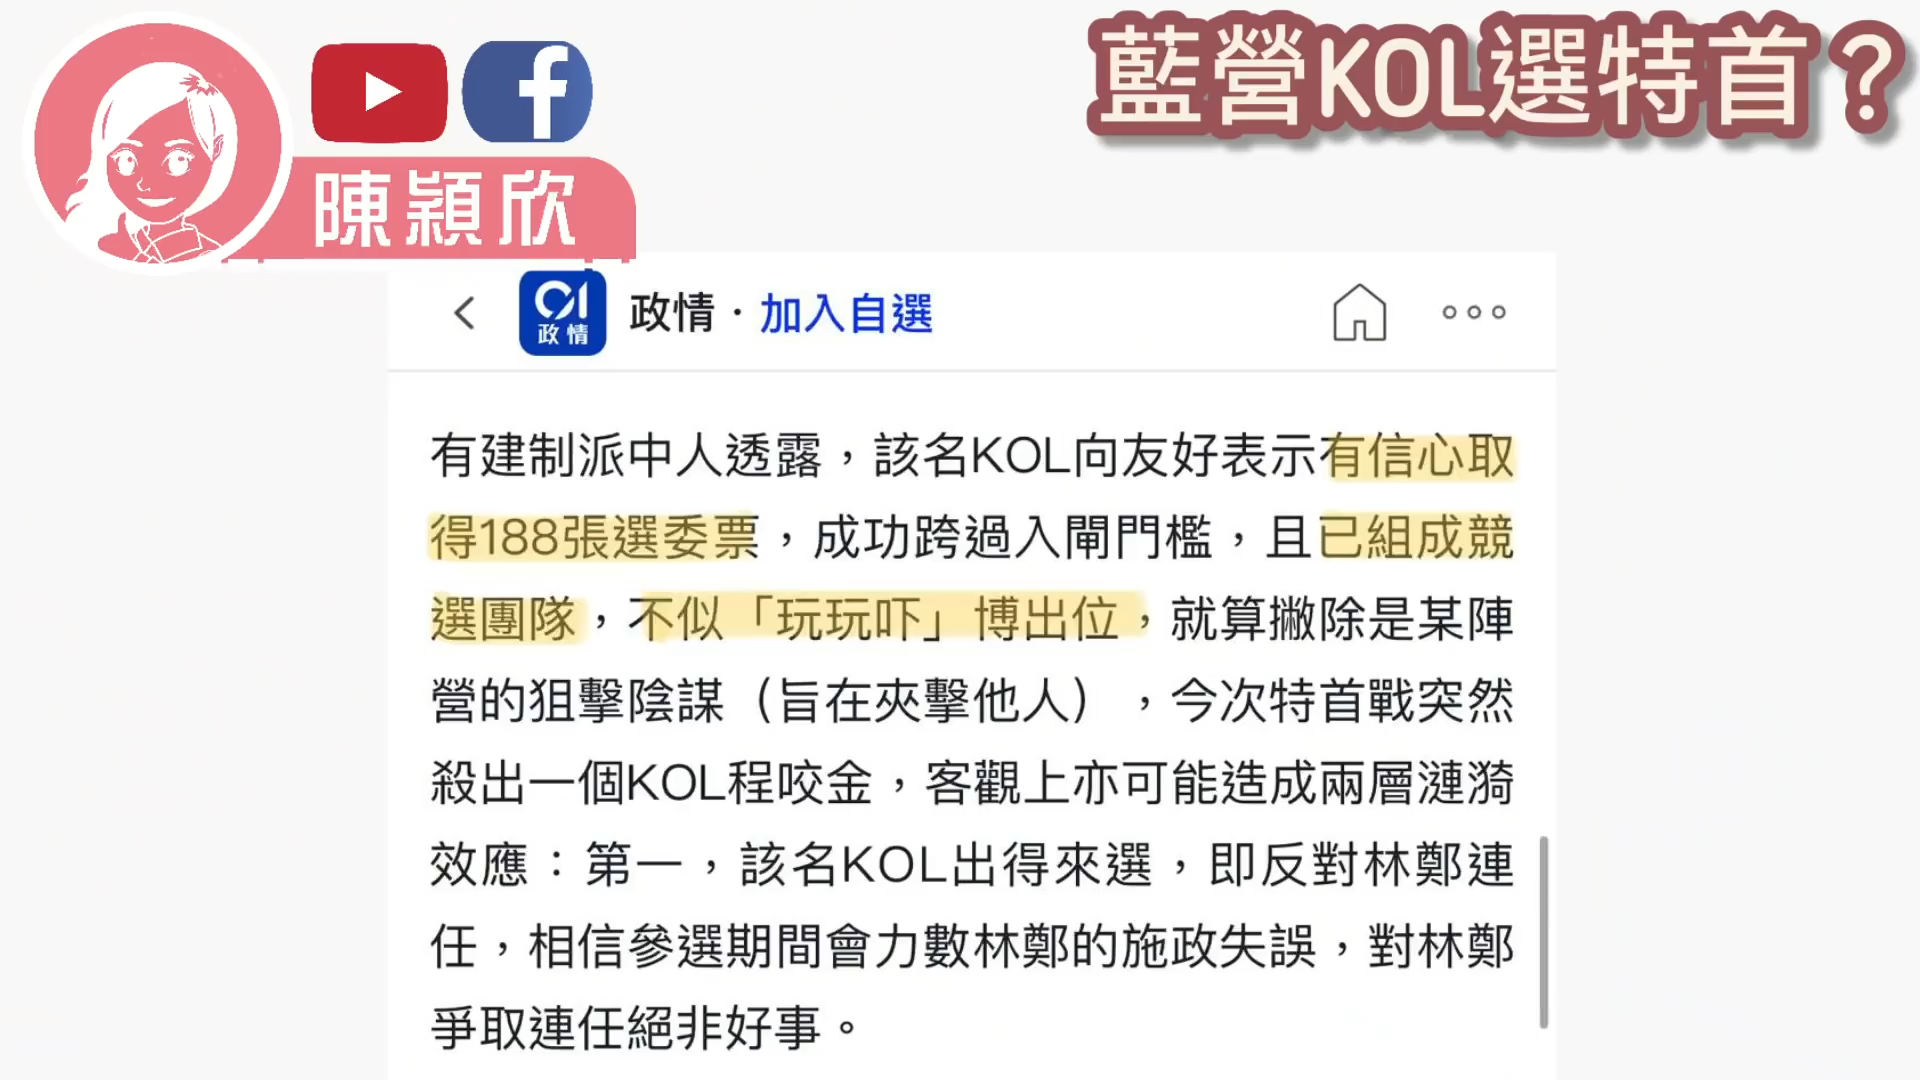 藍營KOL選特首？
陳穎欣
01
政情
政情・加入自選
有建制派中人透露，該名KOL向友好表示有信心取
得188張選委票，成功跨過入閘門檻，且已組成競
選團隊，不似「玩玩吓」博出位，就算撇除是某陣
營的狙擊陰謀（旨在夾擊他人），今次特首戰突然
殺出一個KOL程咬金，客觀上亦可能造成兩層漣漪
效應：第一，該名KOL出得來選，即反對林鄭連
任，相信參選期間會力數林鄭的施政失誤，對林鄭
爭取連任絕非好事。